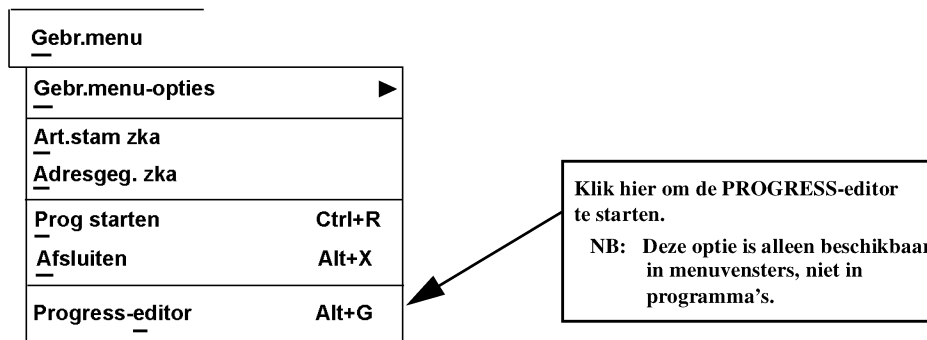 Gebr.menu
Gebr.menu-opties
Art.stam zka
Adresgeg. zka
Prog starten Ctrl+R
Afsluiten Alt+X
Progress-editor Alt+G
Klik hier om de PROGRESS-editor
te starten.
NB: Deze optie is alleen beschikbaar
in menuvensters, niet in
programma's.